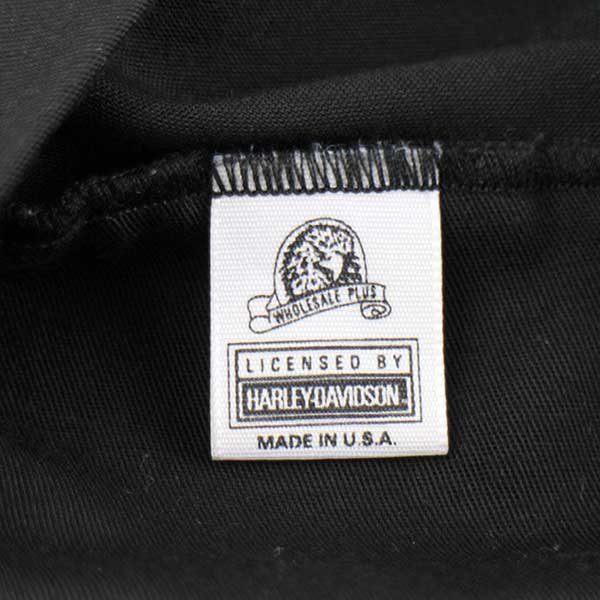 WHOLESALE PLUS
LICENSED BY
HARLEY-DAVIDSON
MADE IN U.S.A.